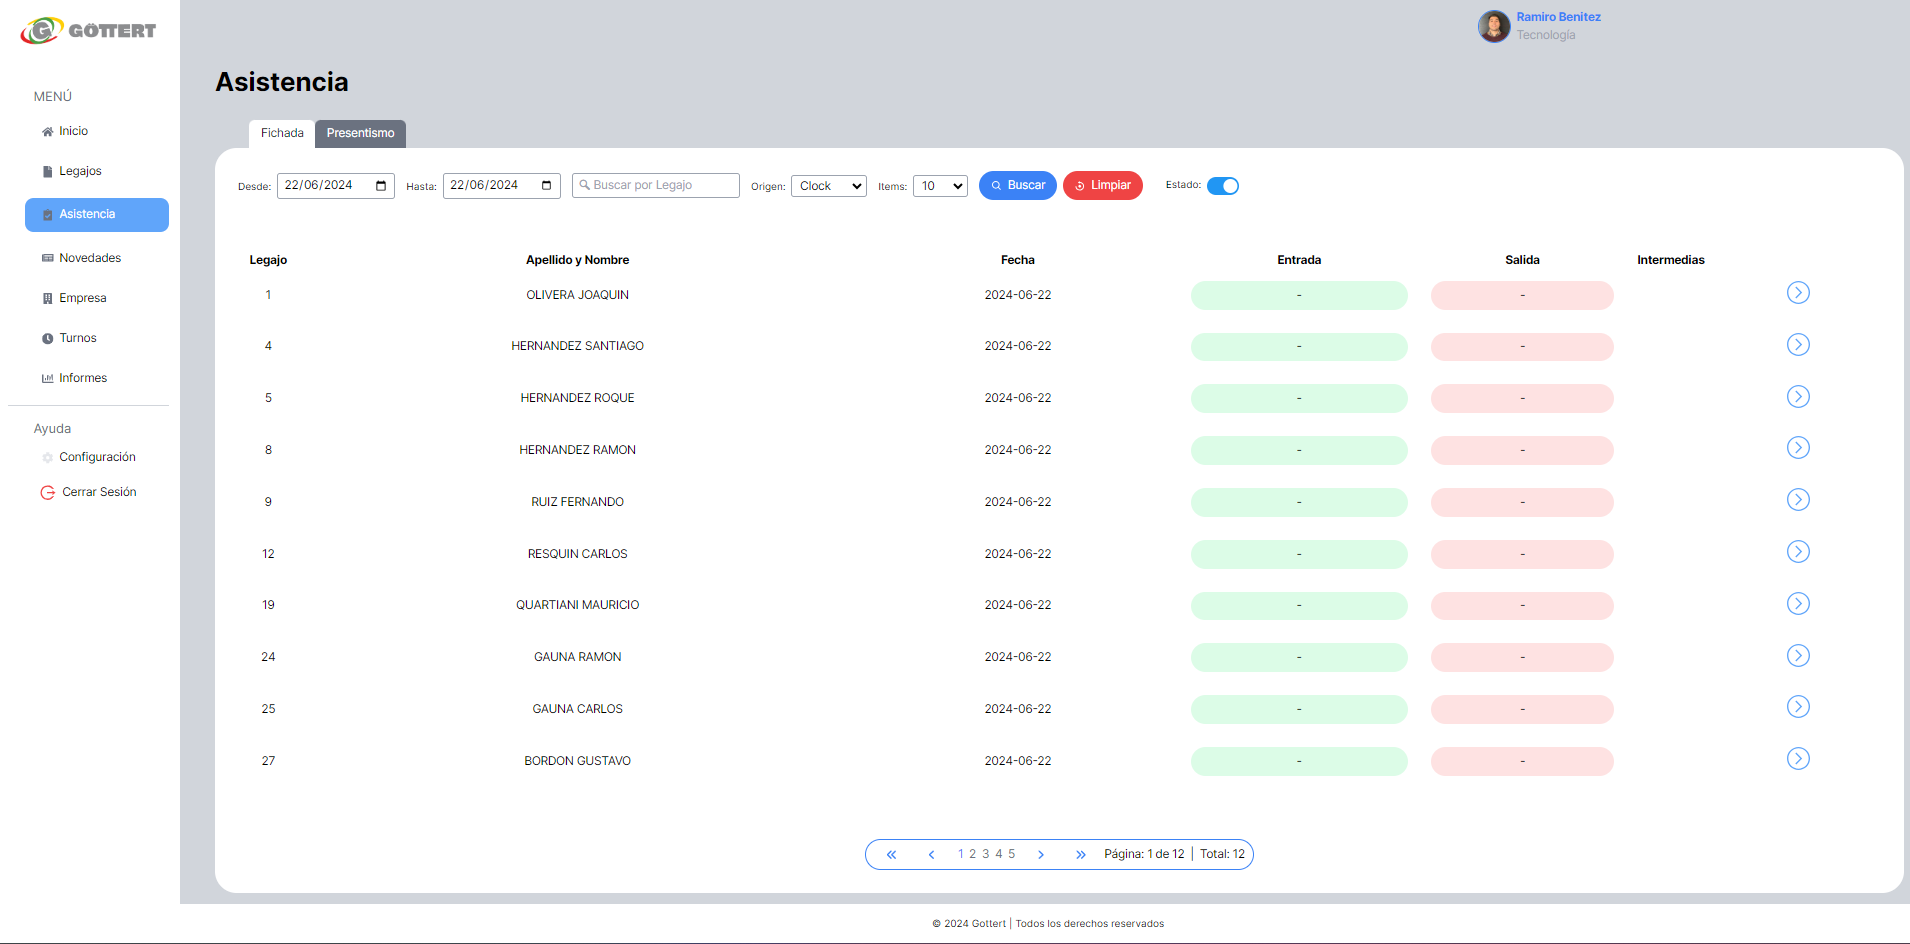 GÖTTERT
Ramiro Benitez
Tecnología
MENÚ
Inicio
Legajos
Asistencia
Novedades
Empresa
Turnos
Informes
Ayuda
Configuración
Cerrar Sesión
Asistencia
Fichada Presentismo
Desde: 22/06/2024 Hasta: 22/06/2024 Buscar por Legajo Origen: Clock Items: 10 Buscar Limpiar Estado:
Legajo Apellido y Nombre Fecha Entrada Salida Intermedias
1 OLIVERA JOAQUIN 2024-06-22 - -
4 HERNANDEZ SANTIAGO 2024-06-22 - -
5 HERNANDEZ ROQUE 2024-06-22 - -
8 HERNANDEZ RAMON 2024-06-22 - -
9 RUIZ FERNANDO 2024-06-22 - -
12 RESQUIN CARLOS 2024-06-22 - -
19 QUARTIANI MAURICIO 2024-06-22 - -
24 GAUNA RAMON 2024-06-22 - -
25 GAUNA CARLOS 2024-06-22 - -
27 BORDON GUSTAVO 2024-06-22 - -
« ‹ 1 2 3 4 5 › » Página: 1 de 12 | Total: 12
© 2024 Gottert | Todos los derechos reservados